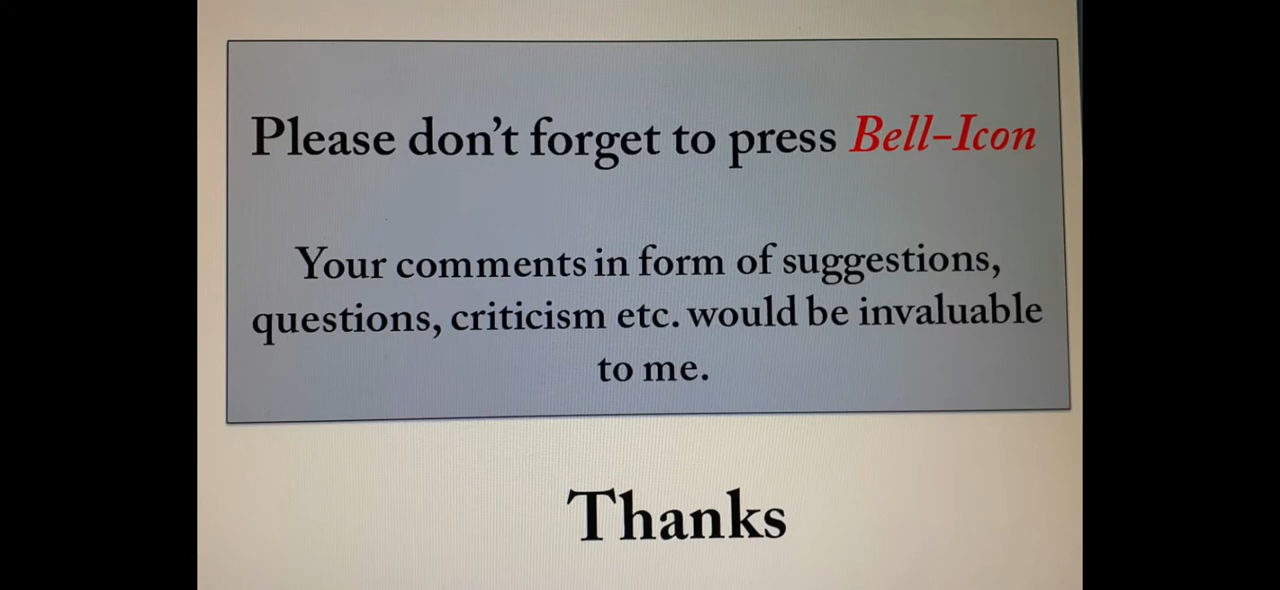 Please don't forget to press Bell-Icon
Your comments in form of suggestions,
questions, criticism etc. would be invaluable
to me.
Thanks